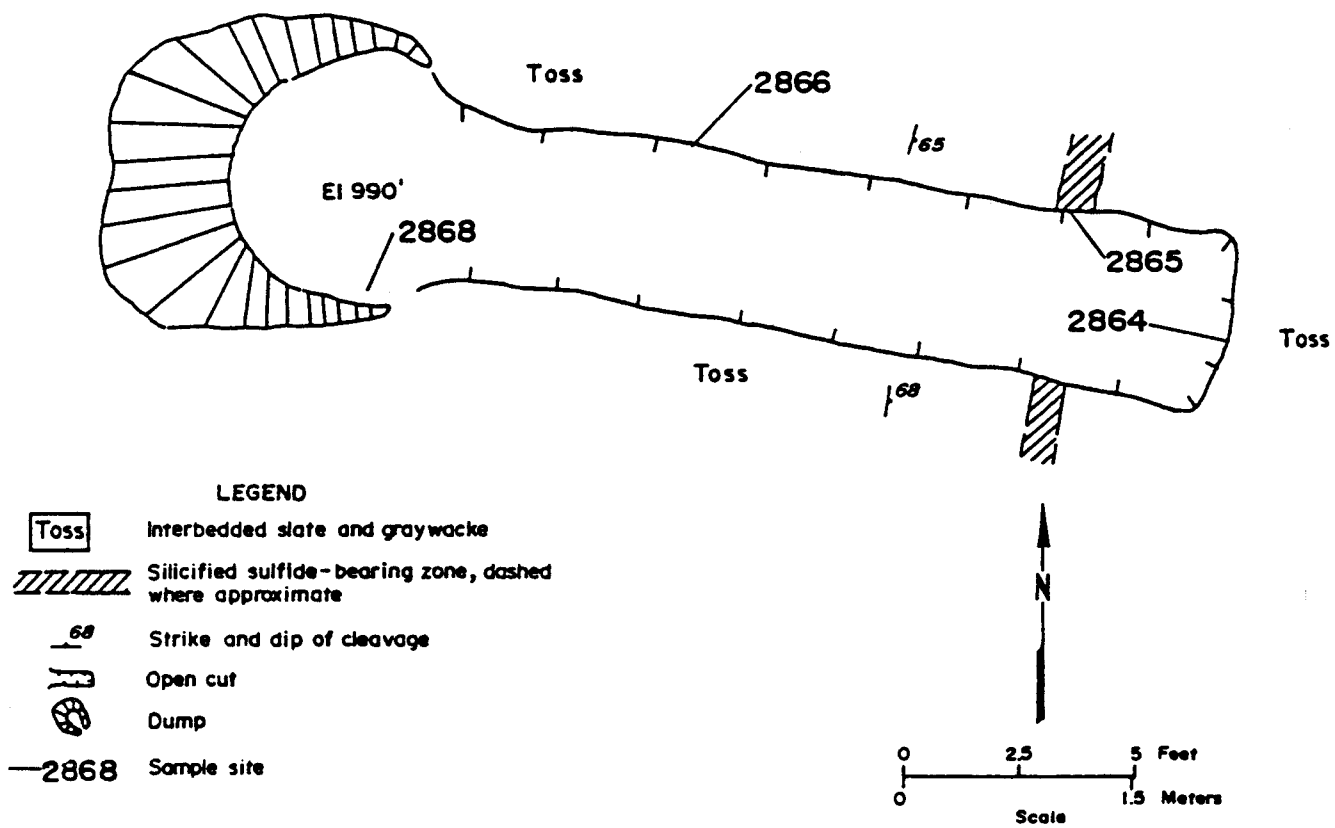 Toss
2866
65
El 990'
2868
2865
2864
Toss
Toss
68
LEGEND
Toss Interbedded slate and graywacke
Silicified sulfide-bearing zone, dashed
where approximate
68 Strike and dip of cleavage
Open cut
Dump
2868 Sample site
N
0 2.5 5 Feet
0 1.5 Meters
Scale